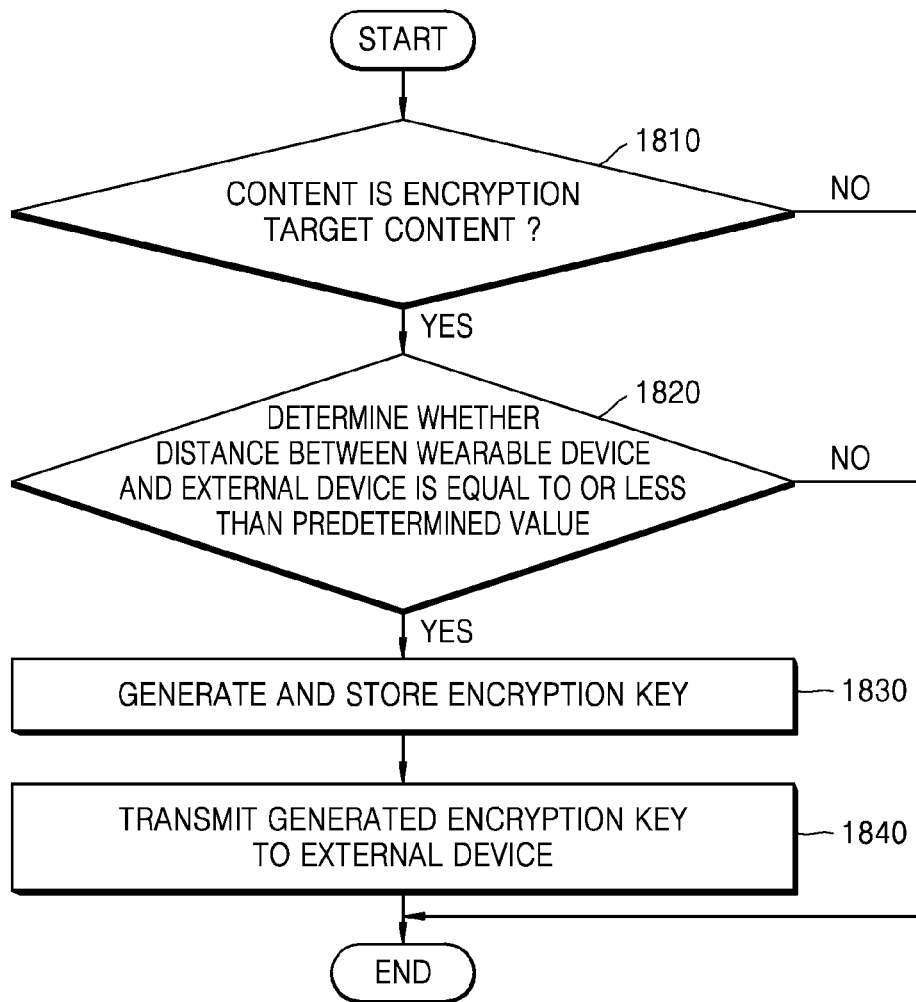 START
1810
CONTENT IS ENCRYPTION
TARGET CONTENT ?
NO
YES
1820
DETERMINE WHETHER
DISTANCE BETWEEN WEARABLE DEVICE
AND EXTERNAL DEVICE IS EQUAL TO OR LESS
THAN PREDETERMINED VALUE
NO
YES
GENERATE AND STORE ENCRYPTION KEY
1830
TRANSMIT GENERATED ENCRYPTION KEY
TO EXTERNAL DEVICE
1840
END